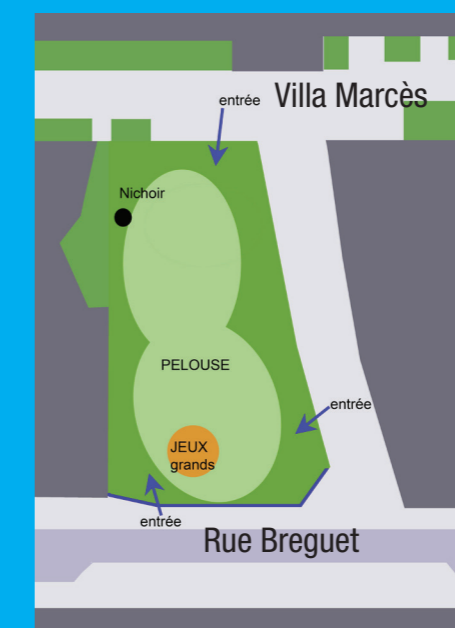 entrée
Villa Marcès
Nichoir
PELOUSE
entrée
JEUX
grands
entrée
Rue Breguet